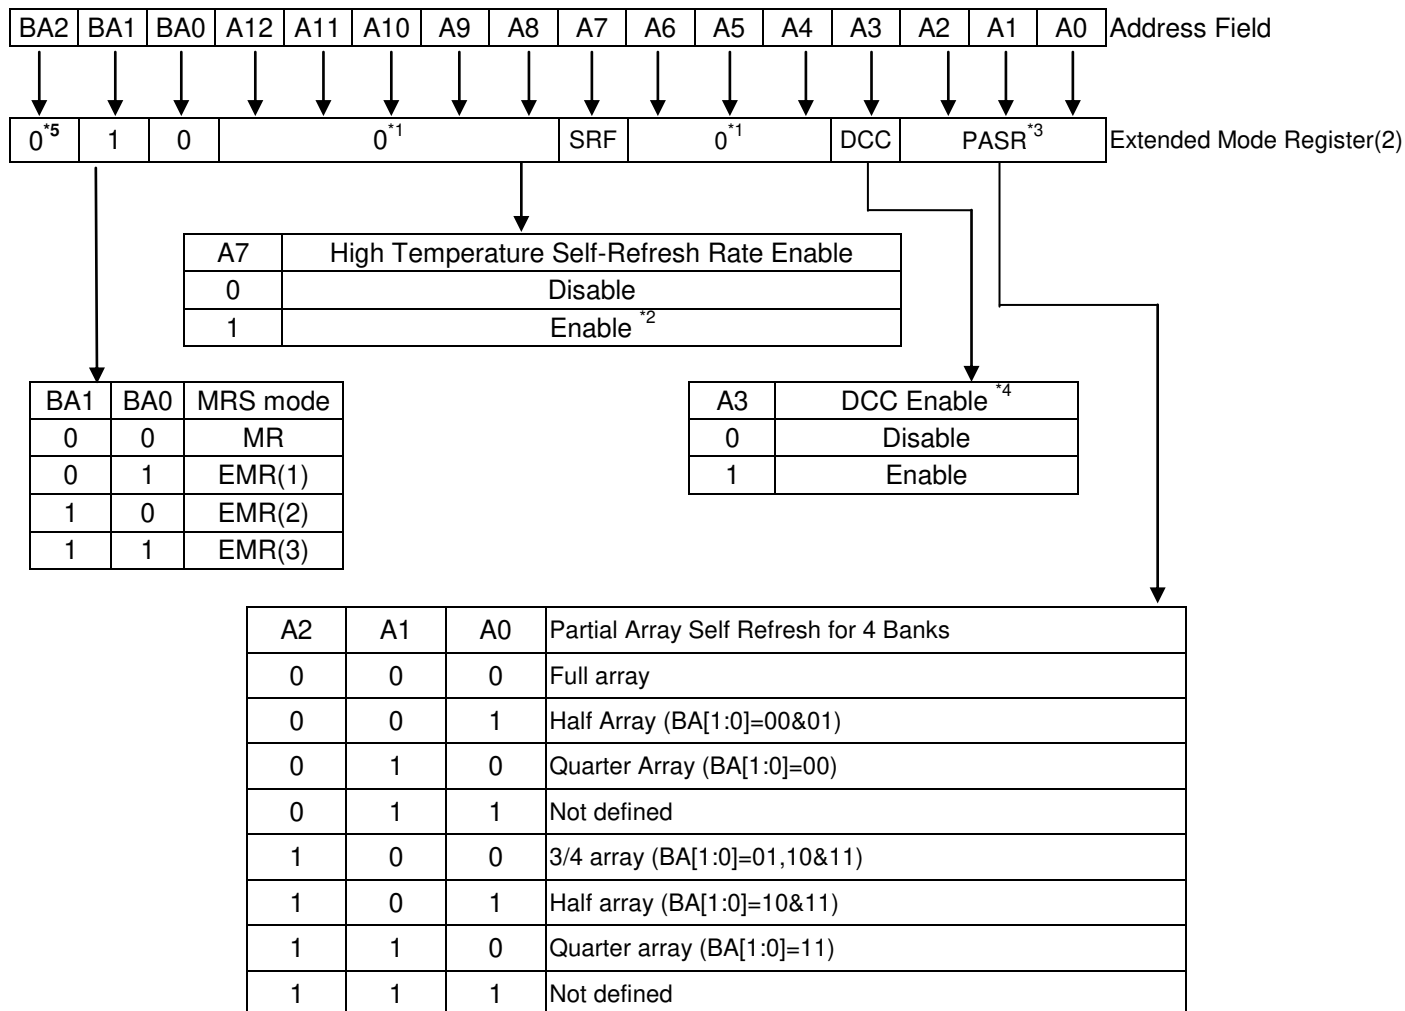 BA2 BA1 BA0 A12 A11 A10 A9 A8 A7 A6 A5 A4 A3 A2 A1 A0 Address Field
0*5 1 0 0*1 SRF 0*1 DCC PASR*3 Extended Mode Register(2)
A7 High Temperature Self-Refresh Rate Enable
0 Disable
1 Enable *2
BA1 BA0 MRS mode
0 0 MR
0 1 EMR(1)
1 0 EMR(2)
1 1 EMR(3)
A3 DCC Enable *4
0 Disable
1 Enable
A2 A1 A0 Partial Array Self Refresh for 4 Banks
0 0 0 Full array
0 0 1 Half Array (BA[1:0]=00&01)
0 1 0 Quarter Array (BA[1:0]=00)
0 1 1 Not defined
1 0 0 3/4 array (BA[1:0]=01,10&11)
1 0 1 Half array (BA[1:0]=10&11)
1 1 0 Quarter array (BA[1:0]=11)
1 1 1 Not defined